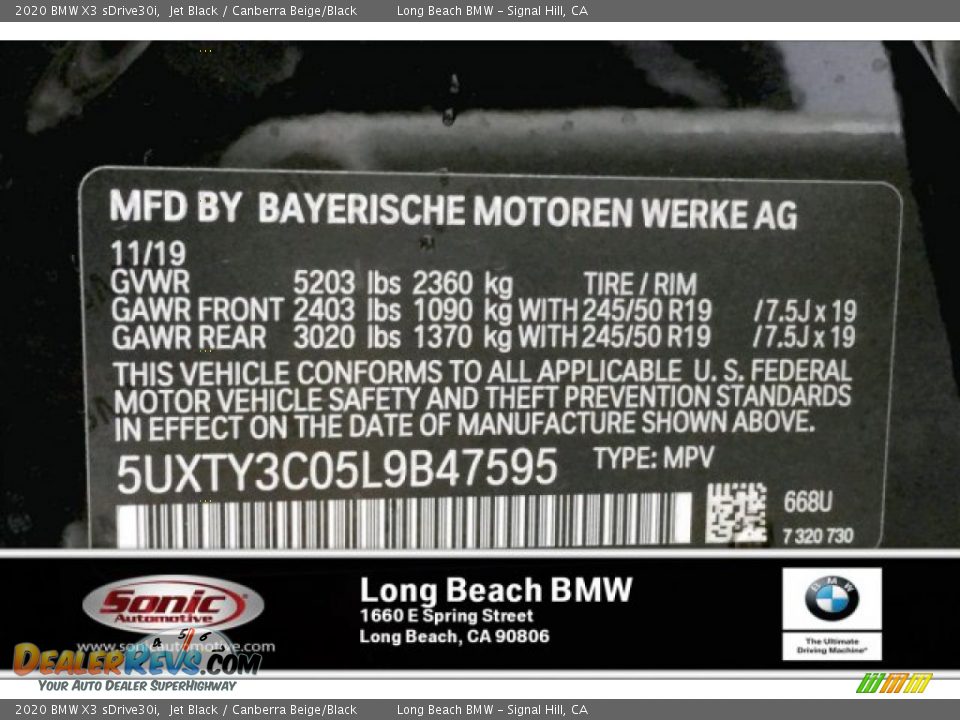 2020 BMW X3 sDrive30i, Jet Black / Canberra Beige/Black Long Beach BMW - Signal Hill, CA
MFD BY BAYERISCHE MOTOREN WERKE AG
11/19
GVWR 5203 lbs 2360 kg TIRE / RIM
GAWR FRONT 2403 lbs 1090 kg WITH 245/50 R19 /7.5J x 19
GAWR REAR 3020 lbs 1370 kg WITH 245/50 R19 /7.5J x 19
THIS VEHICLE CONFORMS TO ALL APPLICABLE U. S. FEDERAL
MOTOR VEHICLE SAFETY AND THEFT PREVENTION STANDARDS
IN EFFECT ON THE DATE OF MANUFACTURE SHOWN ABOVE.
5UXTY3C05L9B47595 TYPE: MPV
668U
7 320 730
Sonic
Automotive
www.sonicautomotive.com
Long Beach BMW
1660 E Spring Street
Long Beach, CA 90806
BMW
The Ultimate
Driving Machine®
4 5 6
DEALERREVS.COM
YOUR AUTO DEALER SUPERHIGHWAY
2020 BMW X3 sDrive30i, Jet Black / Canberra Beige/Black Long Beach BMW - Signal Hill, CA